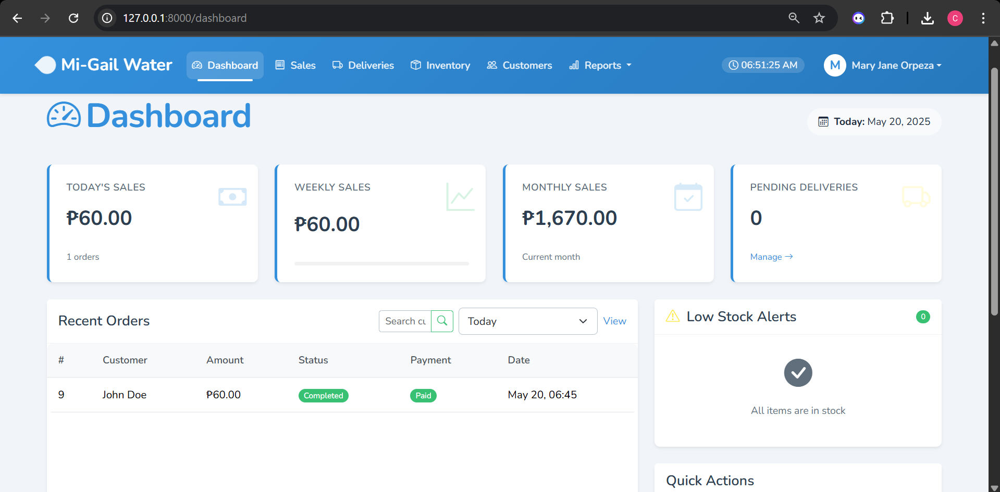 127.0.0.1:8000/dashboard
C
Mi-Gail Water
Dashboard
Sales
Deliveries
Inventory
Customers
Reports
06:51:25 AM
M
Mary Jane Orpeza
Dashboard
Today: May 20, 2025
TODAY'S SALES
₱60.00
1 orders
WEEKLY SALES
₱60.00
MONTHLY SALES
₱1,670.00
Current month
PENDING DELIVERIES
0
Manage →
Recent Orders
Search cu
Today
View
# Customer Amount Status Payment Date
9 John Doe ₱60.00 Completed Paid May 20, 06:45
Low Stock Alerts
0
All items are in stock
Quick Actions